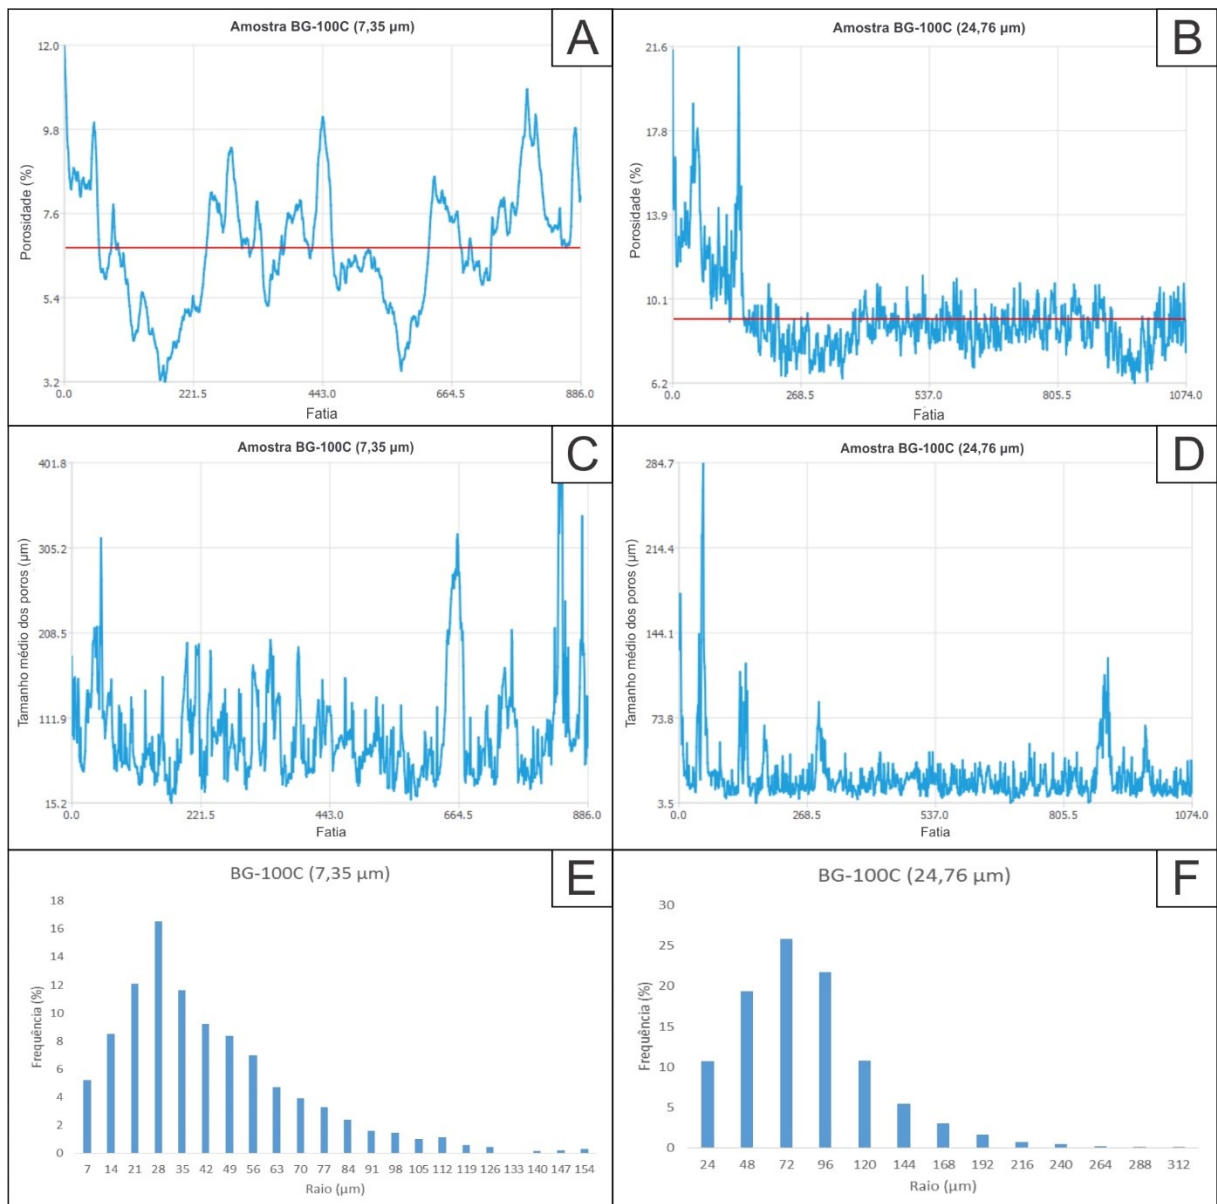 Amostra BG-100C (7,35 µm)
A
12.0
9.8
7.6
5.4
3.2
Porosidade (%)
0.0 221.5 443.0 664.5 886.0
Fatia
Amostra BG-100C (24,76 µm)
B
21.6
17.8
13.9
10.1
6.2
Porosidade (%)
0.0 268.5 537.0 805.5 1074.0
Fatia
Amostra BG-100C (7,35 µm)
C
401.8
305.2
208.5
111.9
15.2
Tamanho médio dos poros (µm)
0.0 221.5 443.0 664.5 886.0
Fatia
Amostra BG-100C (24,76 µm)
D
284.7
214.4
144.1
73.8
3.5
Tamanho médio dos poros (µm)
0.0 268.5 537.0 805.5 1074.0
Fatia
BG-100C (7,35 µm)
E
18
16
14
12
10
8
6
4
2
0
Frequência (%)
7 14 21 28 35 42 49 56 63 70 77 84 91 98 105 112 119 126 133 140 147 154
Raio (µm)
BG-100C (24,76 µm)
F
30
25
20
15
10
5
0
Frequência (%)
24 48 72 96 120 144 168 192 216 240 264 288 312
Raio (µm)